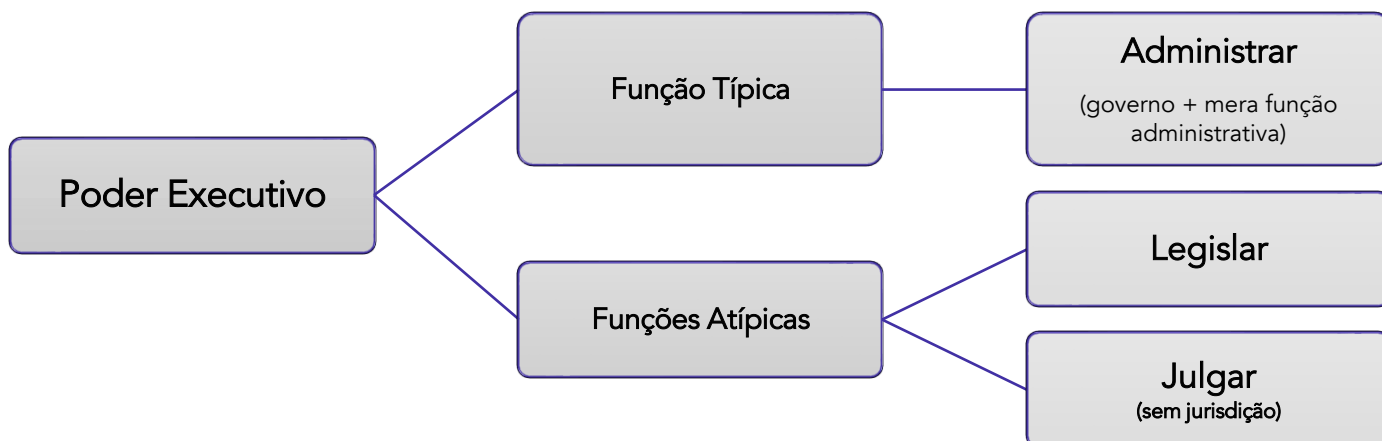 Poder Executivo
Função Típica
Administrar
(governo + mera função
administrativa)
Funções Atípicas
Legislar
Julgar
(sem jurisdição)